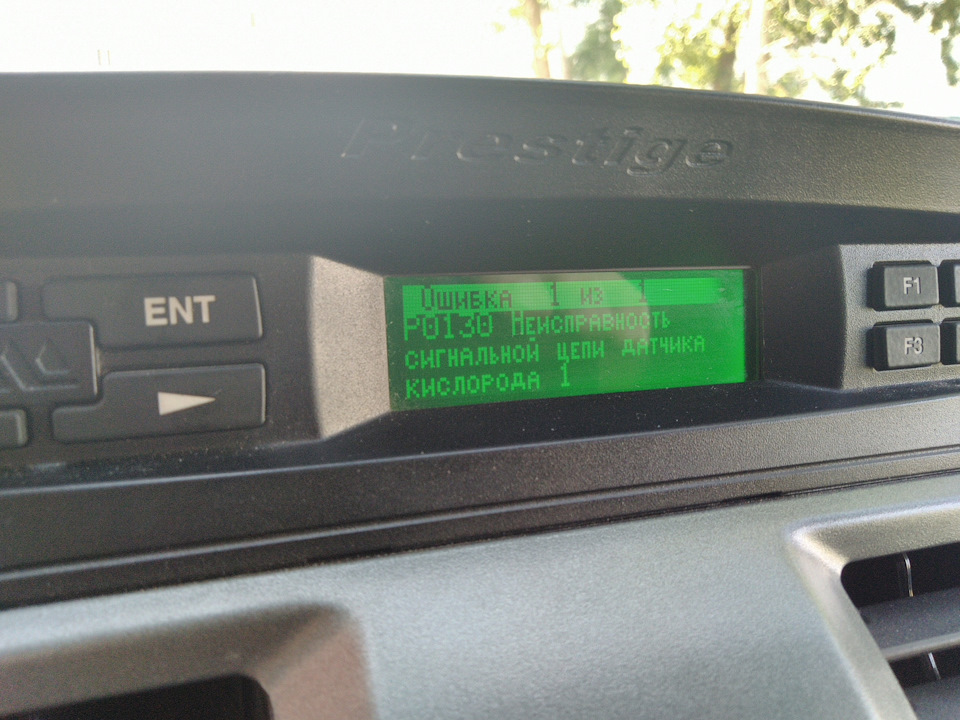 Prestige
ENT
Ошибка 1 из 1
P0130 Неисправность
сигнальной цепи датчика
кислорода 1
F1
F3